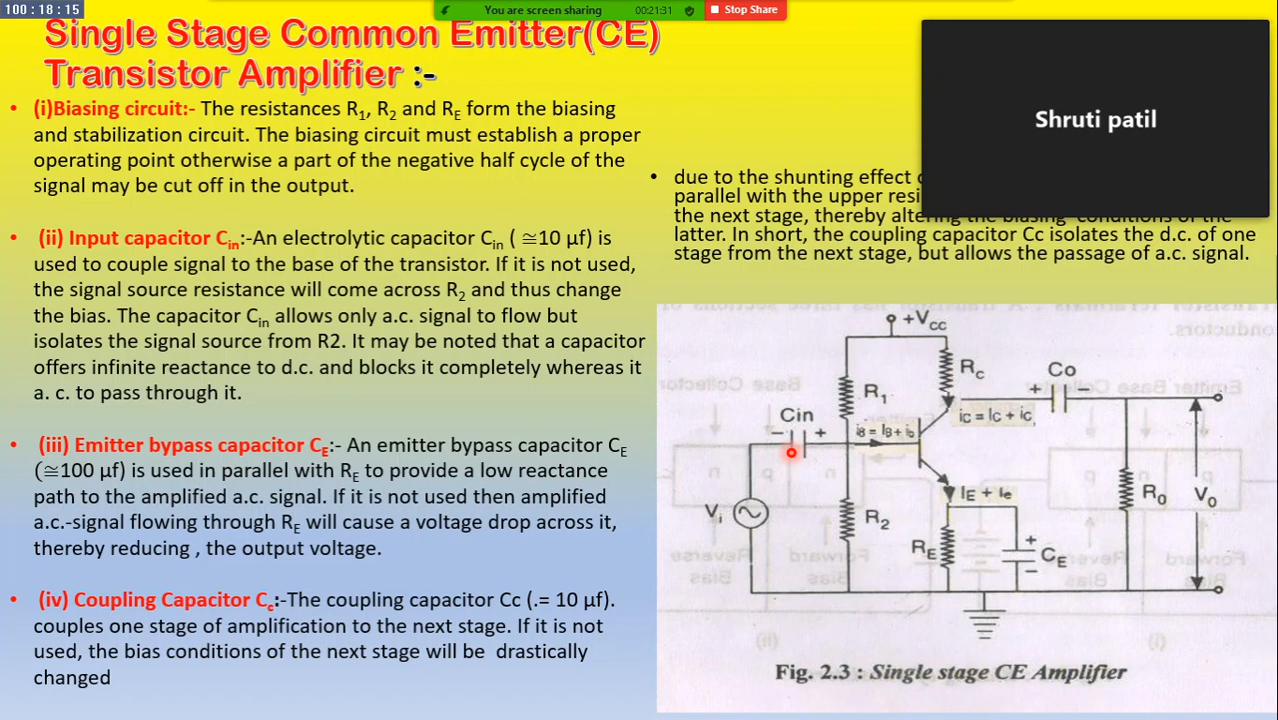 100 : 18 : 15
You are screen sharing
00:21:31
Stop Share
Single Stage Common Emitter(CE)
Transistor Amplifier :-
• (i)Biasing circuit:- The resistances R1, R2 and RE form the biasing
and stabilization circuit. The biasing circuit must establish a proper
operating point otherwise a part of the negative half cycle of the
signal may be cut off in the output.
• (ii) Input capacitor Cin:-An electrolytic capacitor Cin ( ≅10 μf) is
used to couple signal to the base of the transistor. If it is not used,
the signal source resistance will come across R2 and thus change
the bias. The capacitor Cin allows only a.c. signal to flow but
isolates the signal source from R2. It may be noted that a capacitor
offers infinite reactance to d.c. and blocks it completely whereas it
a. c. to pass through it.
• (iii) Emitter bypass capacitor CE:- An emitter bypass capacitor CE
(≅100 μf) is used in parallel with RE to provide a low reactance
path to the amplified a.c. signal. If it is not used then amplified
a.c.-signal flowing through RE will cause a voltage drop across it,
thereby reducing , the output voltage.
• (iv) Coupling Capacitor Cc:-The coupling capacitor Cc (.= 10 μf).
couples one stage of amplification to the next stage. If it is not
used, the bias conditions of the next stage will be drastically
changed
Shruti patil
• due to the shunting effect
parallel with the upper
the next stage, thereby altering the biasing conditions of the
latter. In short, the coupling capacitor Cc isolates the d.c. of one
stage from the next stage, but allows the passage of a.c. signal.
+Vcc
Rc
Co
+ −
R1
iC = IC + ic
Cin
− +
iB = IB + ib
IE + Ie
Vi
R2
RE
+
CE
−
Ro
Vo
Fig. 2.3 : Single stage CE Amplifier